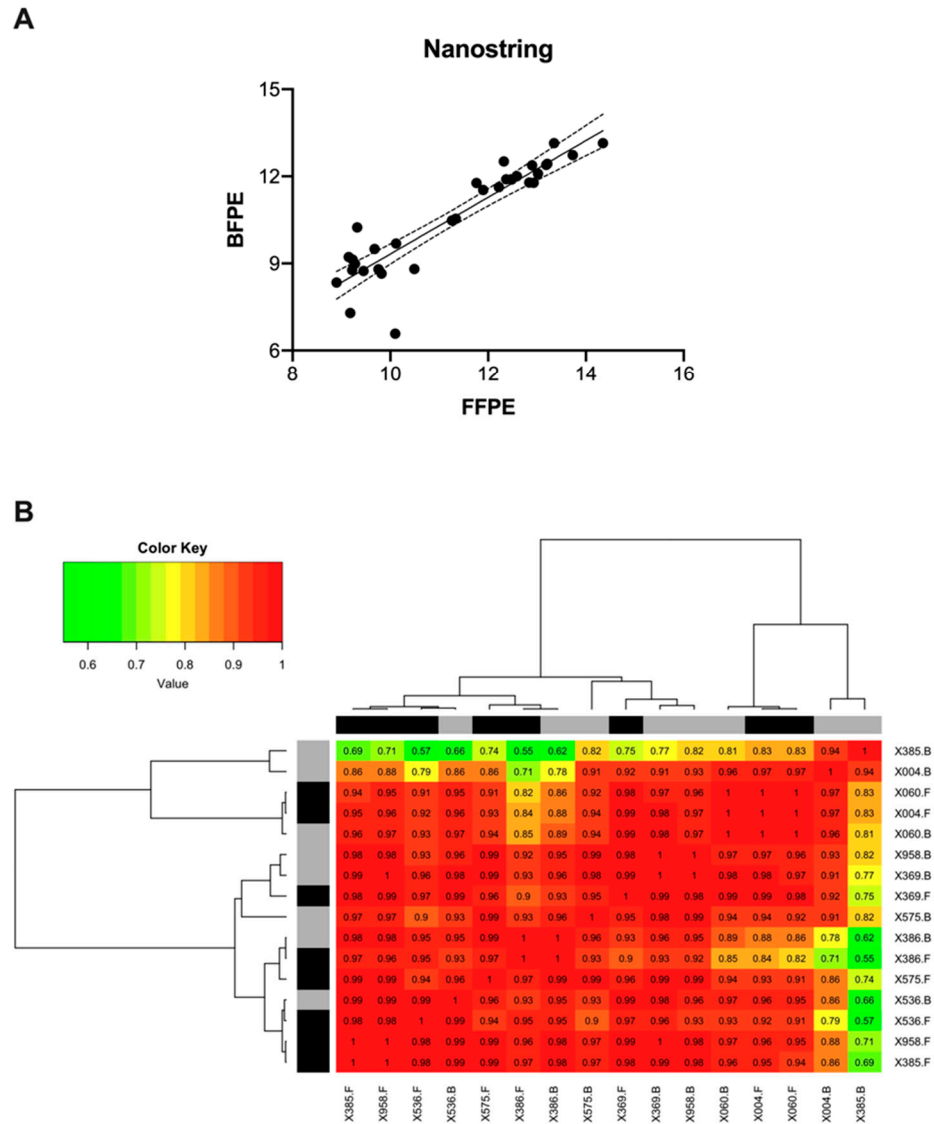 A
Nanostring
15
12
9
6
BFPE
8 10 12 14 16
FFPE
B
Color Key
0.6 0.7 0.8 0.9 1
Value
0.69 0.71 0.57 0.66 0.74 0.55 0.62 0.82 0.75 0.77 0.82 0.81 0.83 0.83 0.94 1 X385.B
0.86 0.88 0.79 0.86 0.86 0.71 0.78 0.91 0.92 0.91 0.93 0.96 0.97 0.97 1 0.94 X004.B
0.94 0.95 0.91 0.95 0.91 0.82 0.86 0.92 0.98 0.97 0.96 1 1 1 0.97 0.83 X060.F
0.95 0.96 0.92 0.96 0.93 0.84 0.88 0.94 0.99 0.98 0.97 1 1 1 0.97 0.83 X004.F
0.96 0.97 0.93 0.97 0.94 0.85 0.89 0.94 0.99 0.98 0.97 1 1 1 0.96 0.81 X060.B
0.98 0.98 0.93 0.96 0.99 0.92 0.95 0.99 0.98 1 1 0.97 0.97 0.96 0.93 0.82 X958.B
0.99 1 0.96 0.98 0.99 0.93 0.96 0.98 0.99 1 1 0.98 0.98 0.97 0.91 0.77 X369.B
0.98 0.99 0.97 0.99 0.96 0.9 0.93 0.95 1 0.99 0.98 0.99 0.99 0.98 0.92 0.75 X369.F
0.97 0.97 0.9 0.93 0.99 0.93 0.96 1 0.95 0.98 0.99 0.94 0.94 0.92 0.91 0.82 X575.B
0.98 0.98 0.95 0.95 0.99 1 1 0.96 0.93 0.96 0.95 0.89 0.88 0.86 0.78 0.62 X386.B
0.97 0.96 0.95 0.93 0.97 1 1 0.93 0.9 0.93 0.92 0.85 0.84 0.82 0.71 0.55 X386.F
0.99 0.99 0.94 0.96 1 0.97 0.99 0.99 0.96 0.99 0.99 0.94 0.93 0.91 0.86 0.74 X575.F
0.99 0.99 0.99 1 0.96 0.93 0.95 0.93 0.99 0.98 0.96 0.97 0.96 0.95 0.86 0.66 X536.B
0.98 0.98 1 0.99 0.94 0.95 0.95 0.9 0.97 0.96 0.93 0.93 0.92 0.91 0.79 0.57 X536.F
1 1 0.98 0.99 0.99 0.96 0.98 0.97 0.99 1 0.98 0.97 0.96 0.95 0.88 0.71 X958.F
1 1 0.98 0.99 0.99 0.97 0.98 0.97 0.98 0.99 0.98 0.96 0.95 0.94 0.86 0.69 X385.F
X385.F X958.F X536.F X536.B X575.F X386.F X386.B X575.B X369.F X369.B X958.B X060.B X004.F X060.F X004.B X385.B